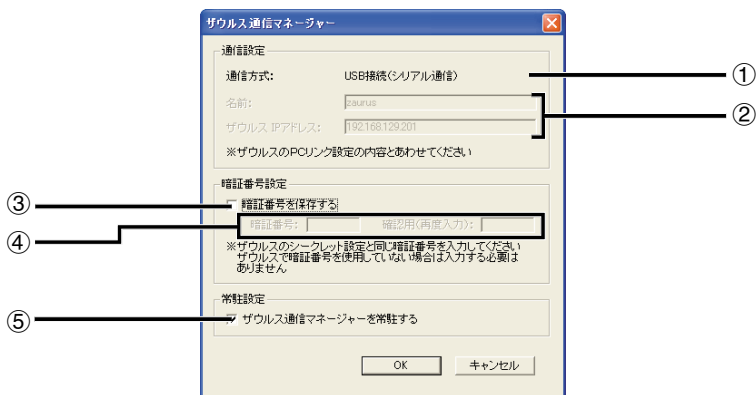 ザウルス通信マネージャー
通信設定
通信方式: USB接続(シリアル通信)
①
名前: zaurus
②
ザウルス IPアドレス: 192.168.129.201
※ザウルスのPCリンク設定の内容とあわせてください
暗証番号設定
③
暗証番号を保存する
④
暗証番号: 確認用(再度入力):
※ザウルスのシークレット設定と同じ暗証番号を入力してください
ザウルスで暗証番号を使用していない場合は入力する必要は
ありません
常駐設定
⑤
ザウルス通信マネージャーを常駐する
OK キャンセル